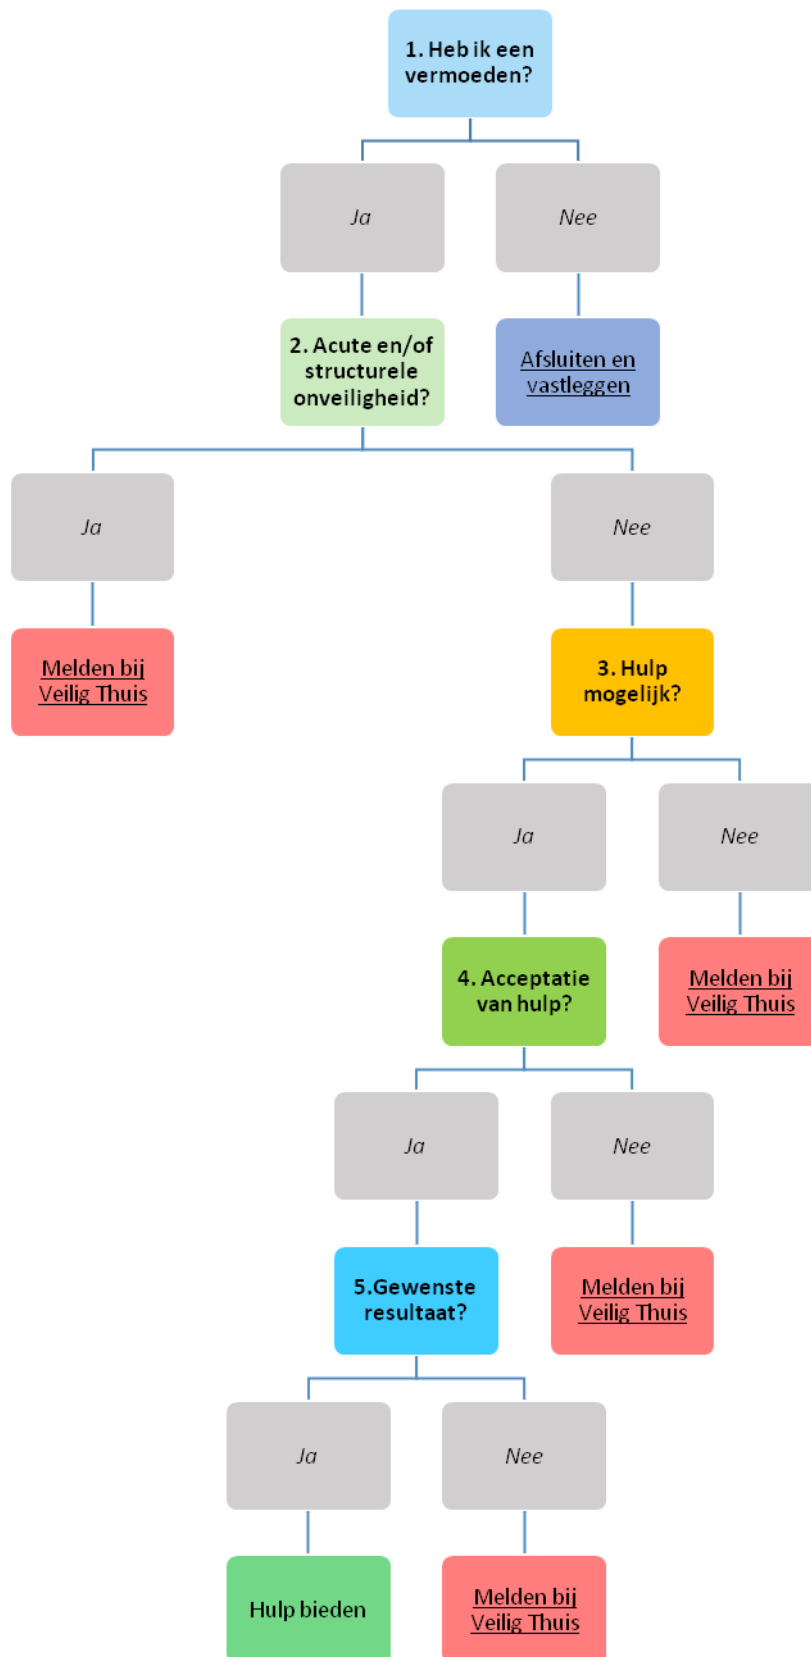 1. Heb ik een
vermoeden?
Ja
Nee
2. Acute en/of
structurele
onveiligheid?
Afsluiten en
vastleggen
Ja
Nee
Melden bij
Veilig Thuis
3. Hulp
mogelijk?
Ja
Nee
4. Acceptatie
van hulp?
Melden bij
Veilig Thuis
Ja
Nee
5.Gewenste
resultaat?
Melden bij
Veilig Thuis
Ja
Nee
Hulp bieden
Melden bij
Veilig Thuis